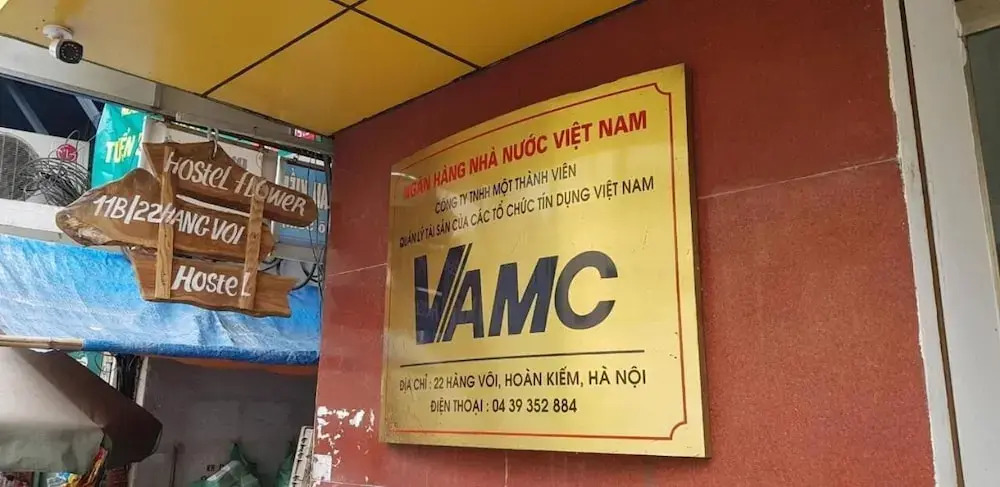 HOSTEL FLOWER
11B/22 HANG VOI
HOSTEL
NGÂN HÀNG NHÀ NƯỚC VIỆT NAM
CÔNG TY TNHH MỘT THÀNH VIÊN
QUẢN LÝ TÀI SẢN CỦA CÁC TỔ CHỨC TÍN DỤNG VIỆT NAM
VAMC
ĐỊA CHỈ : 22 HÀNG VÔI, HOÀN KIẾM, HÀ NỘI
ĐIỆN THOẠI : 04 39 352 884
LG